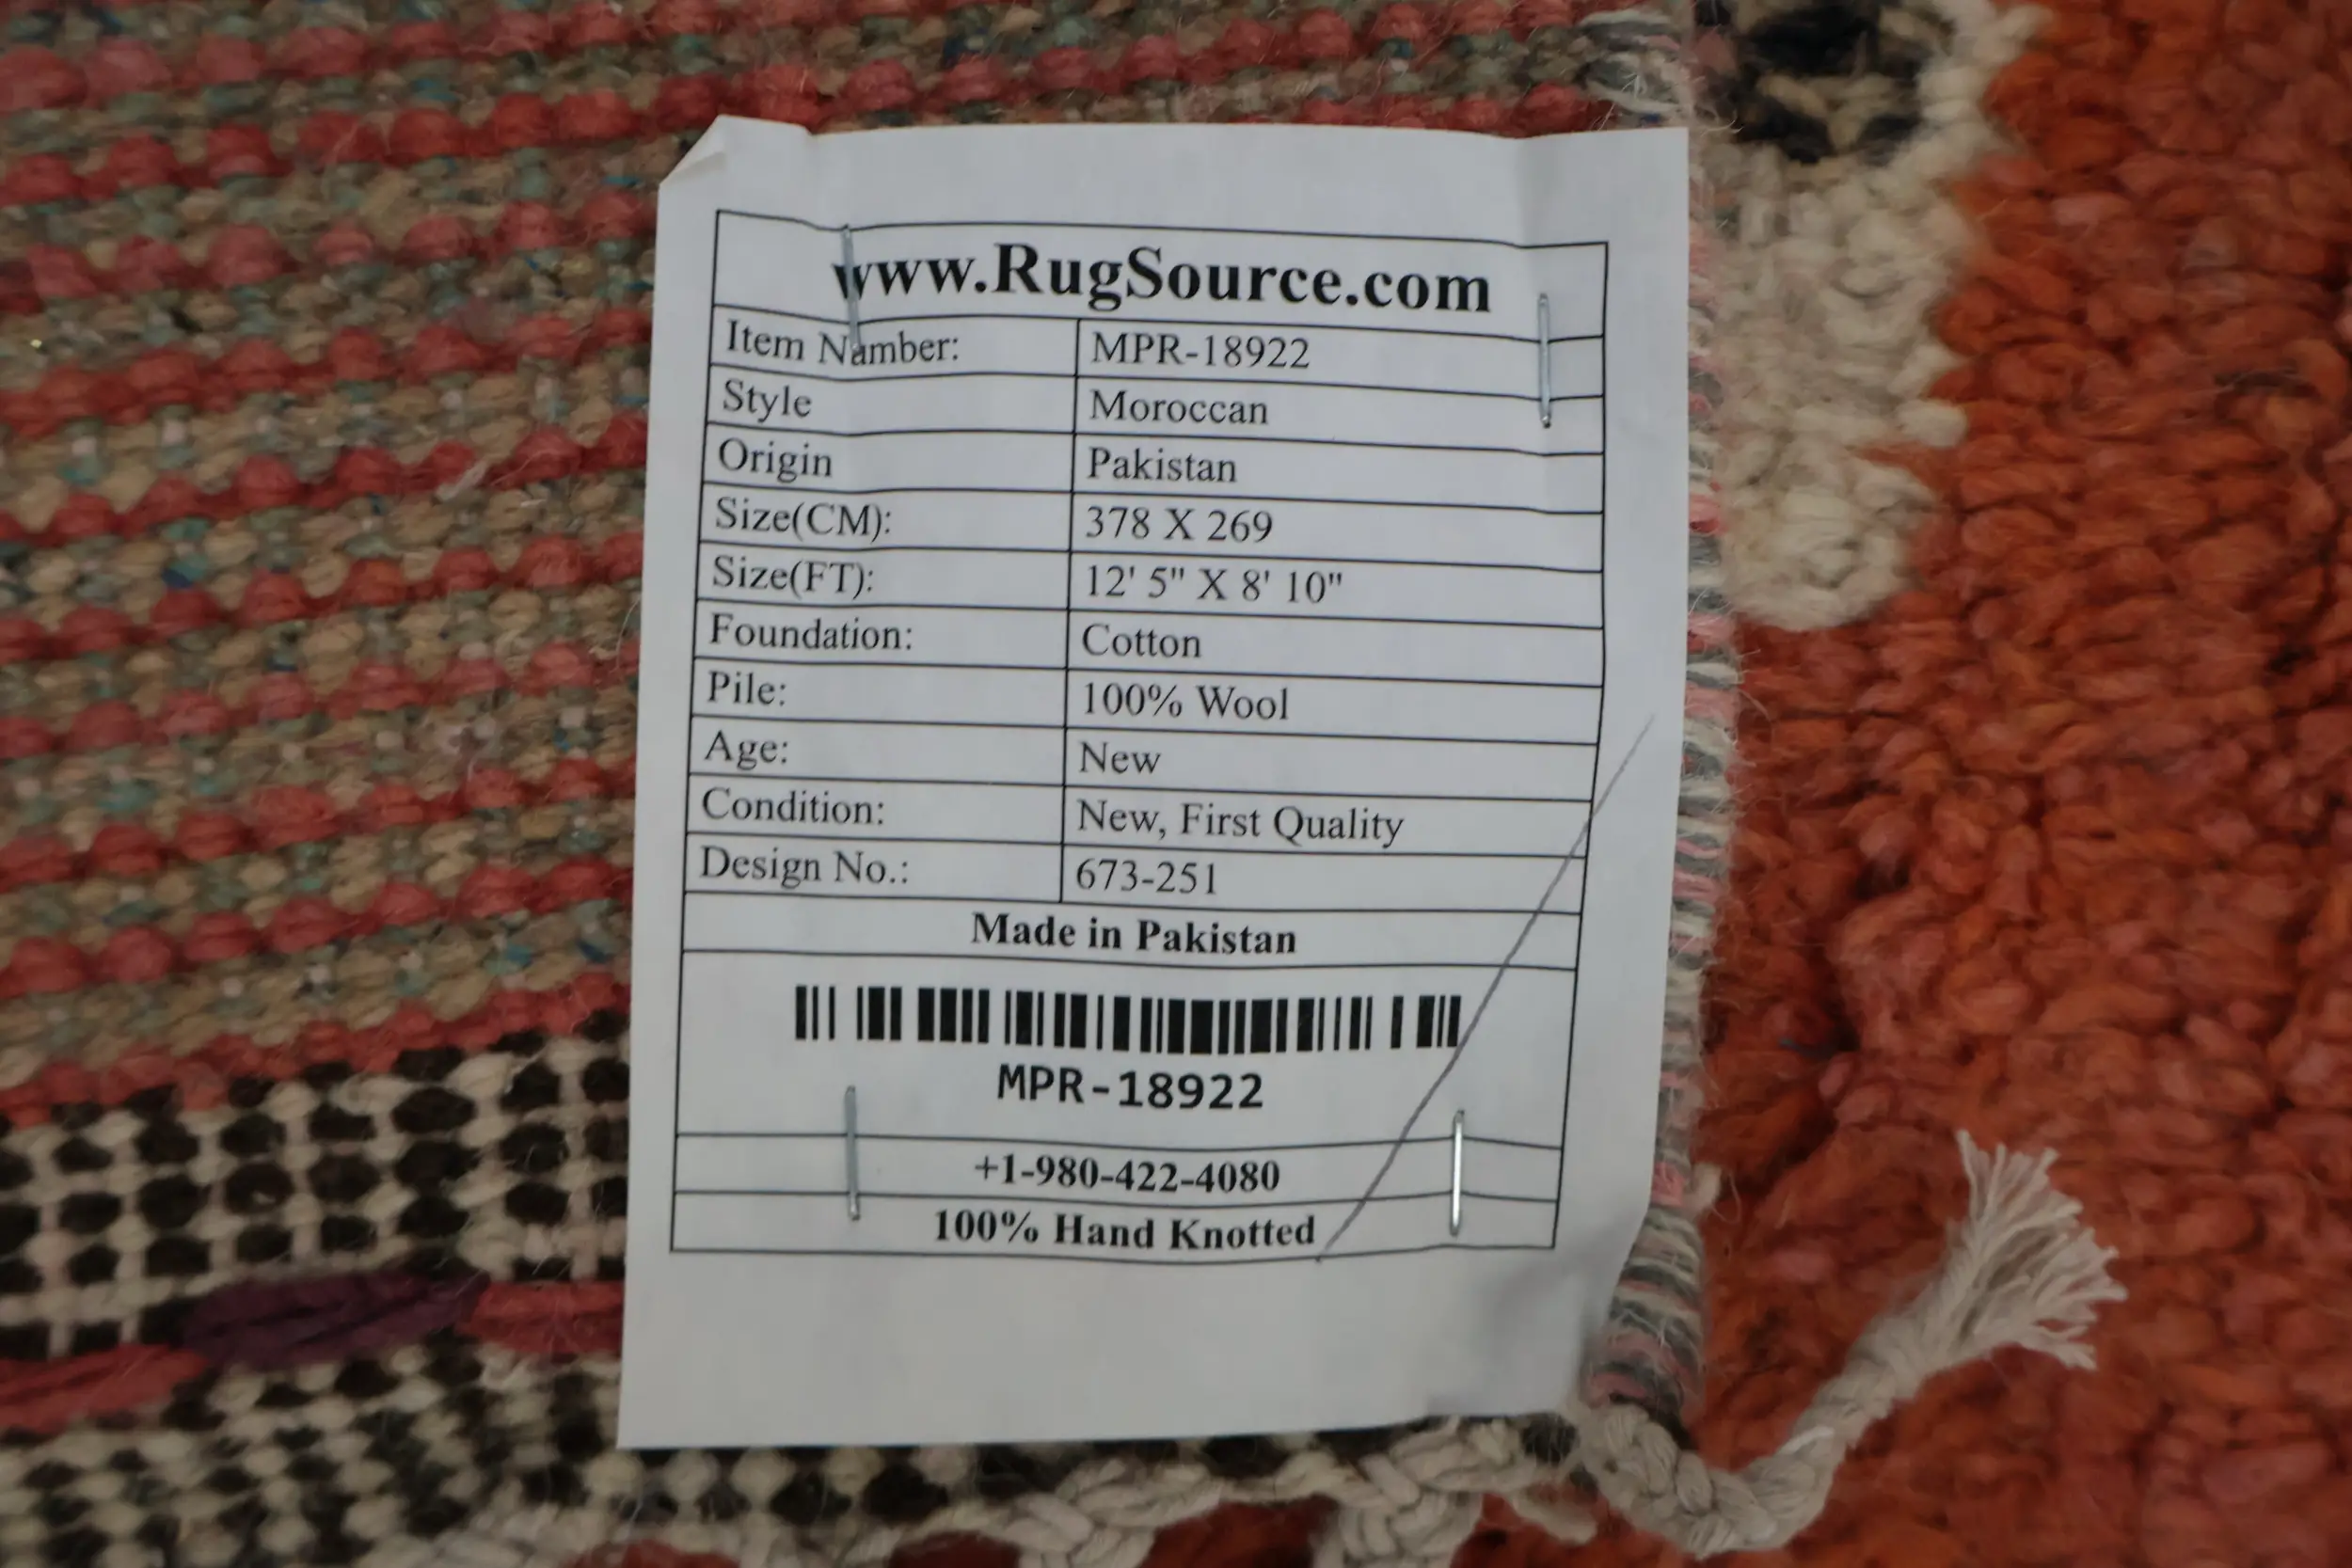 www.RugSource.com
Item Number: MPR-18922
Style Moroccan
Origin Pakistan
Size(CM): 378 X 269
Size(FT): 12' 5" X 8' 10"
Foundation: Cotton
Pile: 100% Wool
Age: New
Condition: New, First Quality
Design No.: 673-251
Made in Pakistan
MPR-18922
+1-980-422-4080
100% Hand Knotted